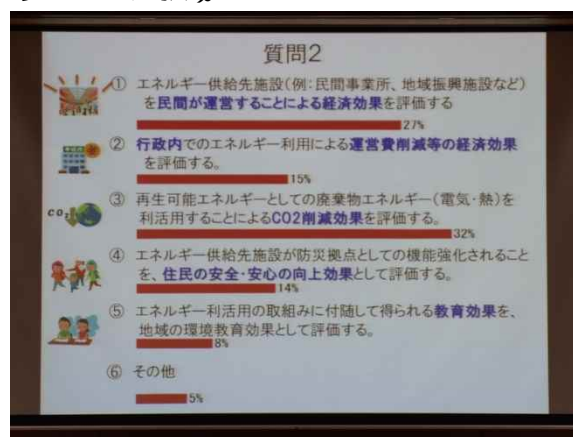 質問2
① エネルギー供給先施設(例:民間事業所、地域振興施設など)
を民間が運営することによる経済効果を評価する
27%
② 行政内でのエネルギー利用による運営費削減等の経済効果
を評価する。
15%
③ 再生可能エネルギーとしての廃棄物エネルギー(電気・熱)を
利活用することによるCO2削減効果を評価する。
CO2
32%
④ エネルギー供給先施設が防災拠点としての機能強化されること
を、住民の安全・安心の向上効果として評価する。
14%
⑤ エネルギー利活用の取組みに付随して得られる教育効果を、
地域の環境教育効果として評価する。
8%
⑥ その他
5%